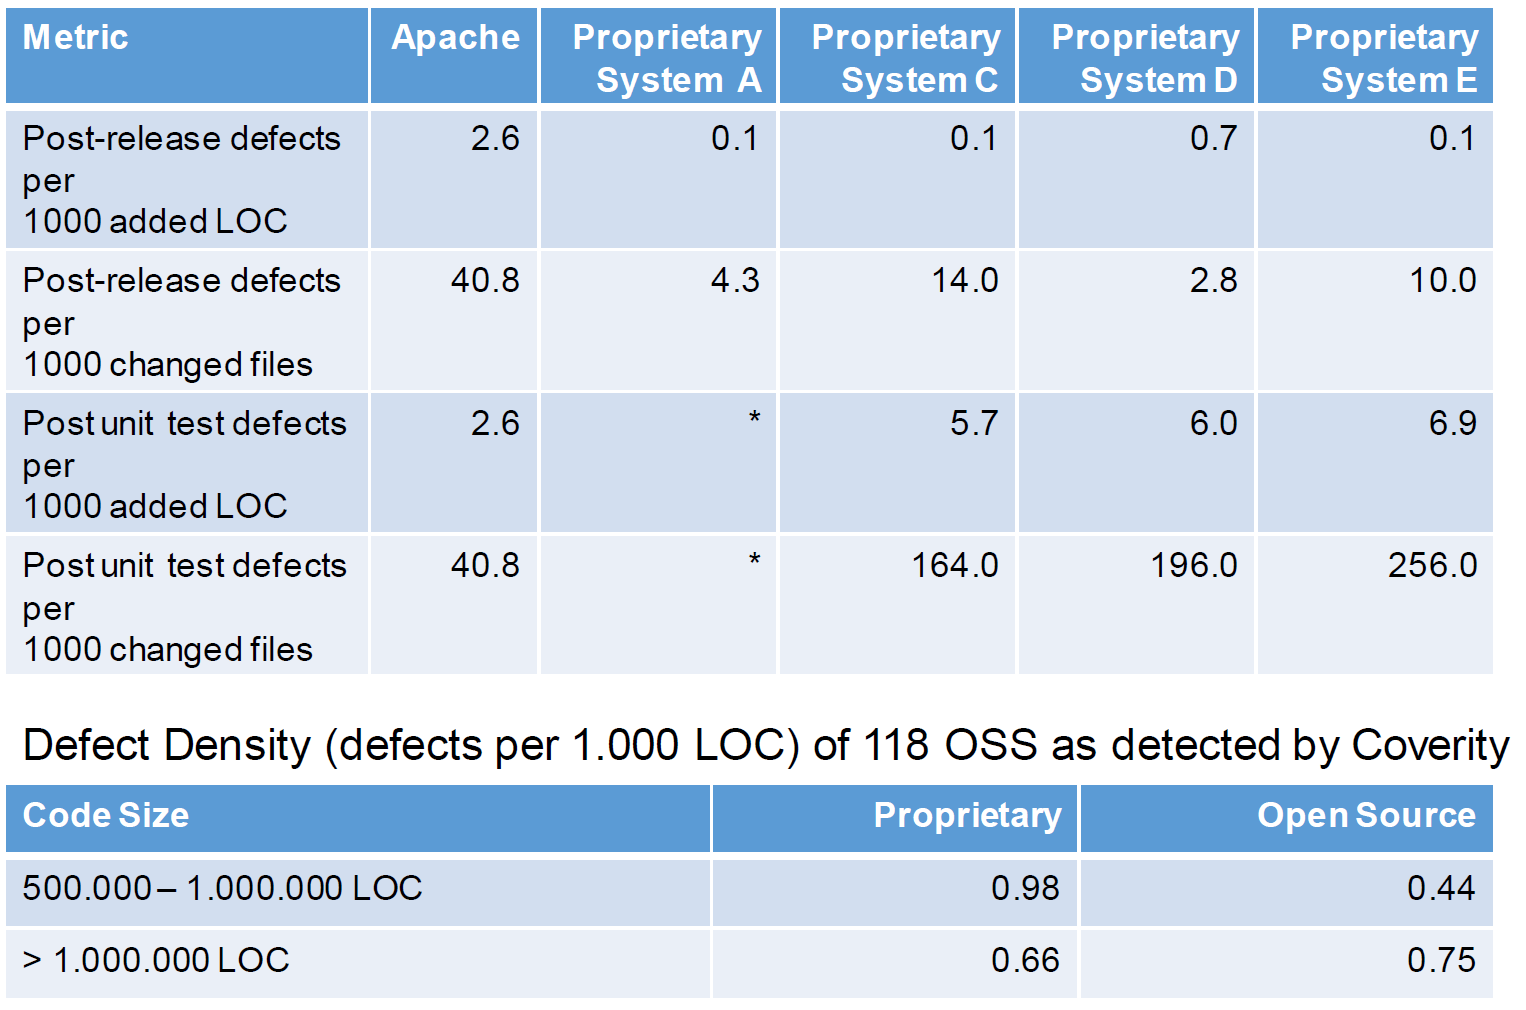 Metric Apache Proprietary System A Proprietary System C Proprietary System D Proprietary System E
Post-release defects per 1000 added LOC 2.6 0.1 0.1 0.7 0.1
Post-release defects per 1000 changed files 40.8 4.3 14.0 2.8 10.0
Post unit test defects per 1000 added LOC 2.6 * 5.7 6.0 6.9
Post unit test defects per 1000 changed files 40.8 * 164.0 196.0 256.0
Defect Density (defects per 1.000 LOC) of 118 OSS as detected by Coverity
Code Size Proprietary Open Source
500.000 – 1.000.000 LOC 0.98 0.44
> 1.000.000 LOC 0.66 0.75